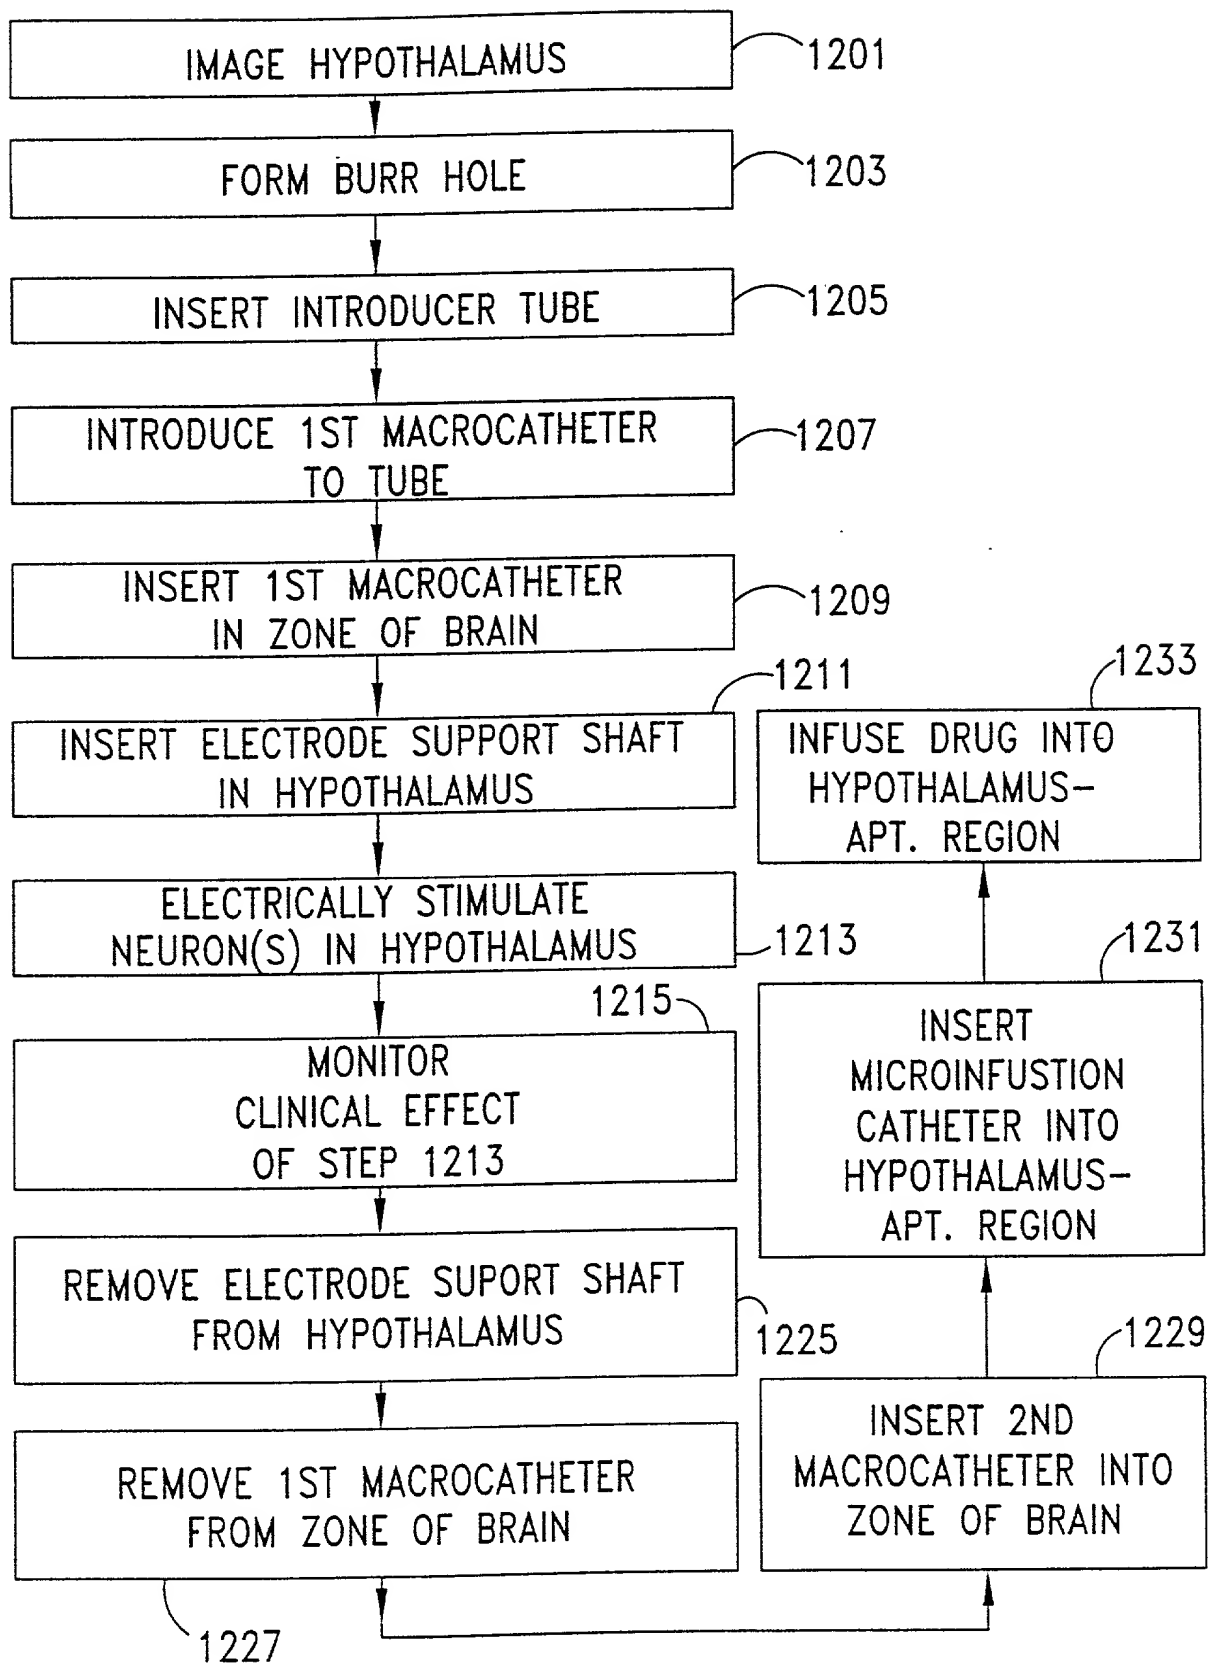 IMAGE HYPOTHALAMUS
1201
FORM BURR HOLE
1203
INSERT INTRODUCER TUBE
1205
INTRODUCE 1ST MACROCATHETER
TO TUBE
1207
INSERT 1ST MACROCATHETER
IN ZONE OF BRAIN
1209
1211
INSERT ELECTRODE SUPPORT SHAFT
IN HYPOTHALAMUS
ELECTRICALLY STIMULATE
NEURON(S) IN HYPOTHALAMUS
1213
1215
MONITOR
CLINICAL EFFECT
OF STEP 1213
REMOVE ELECTRODE SUPORT SHAFT
FROM HYPOTHALAMUS
1225
REMOVE 1ST MACROCATHETER
FROM ZONE OF BRAIN
1227
1229
INSERT 2ND
MACROCATHETER INTO
ZONE OF BRAIN
1231
INSERT
MICROINFUSTION
CATHETER INTO
HYPOTHALAMUS-
APT. REGION
1233
INFUSE DRUG INTO
HYPOTHALAMUS-
APT. REGION